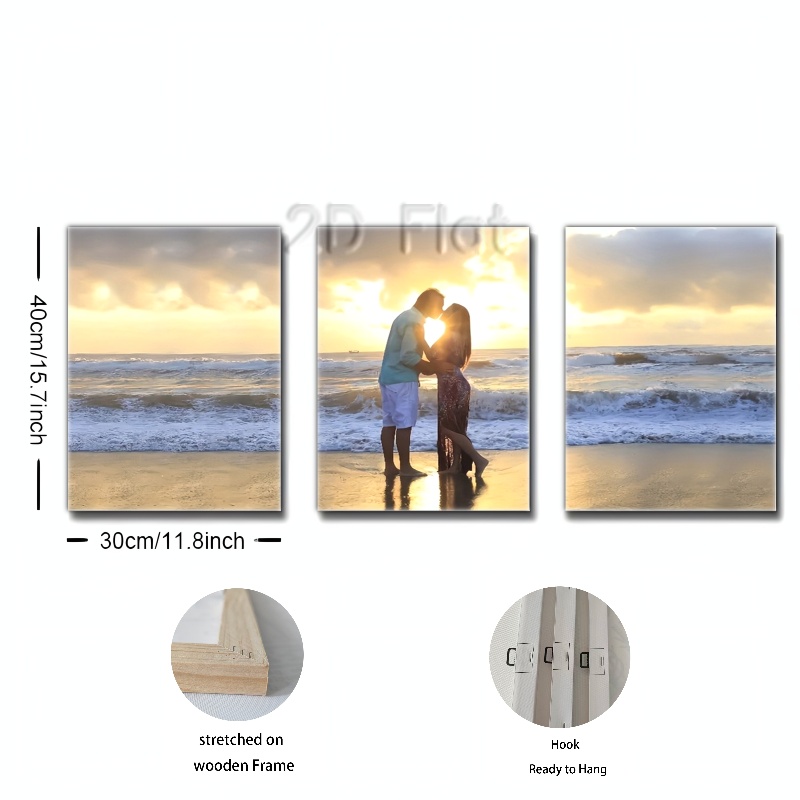 2D Flat
40cm/15.7inch
30cm/11.8inch
stretched on
wooden Frame
Hook
Ready to Hang